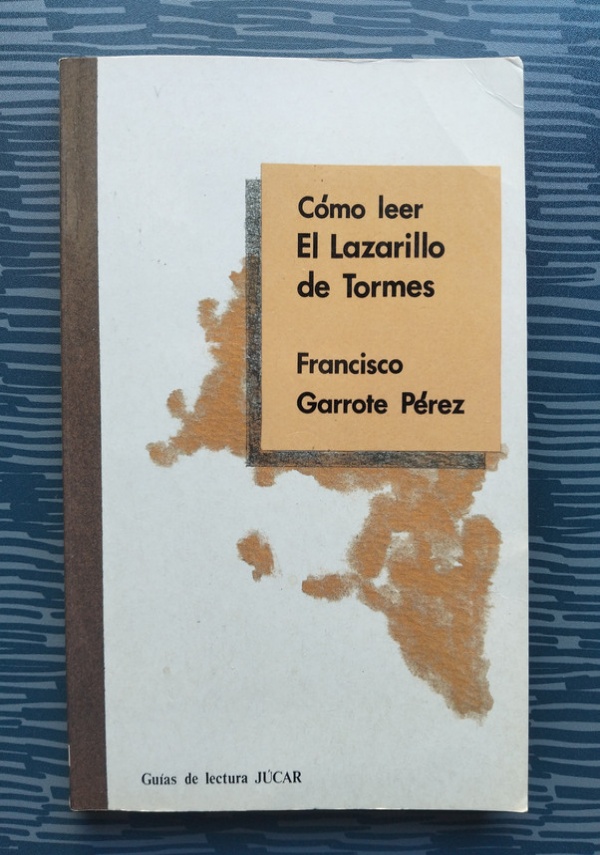 Cómo leer
El Lazarillo
de Tormes
Francisco
Garrote Pérez
Guías de lectura JÚCAR